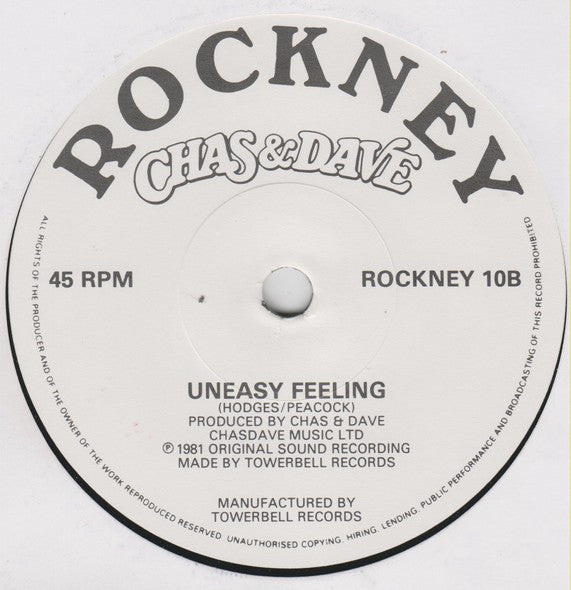 ROCKNEY
CHAS & DAVE
45 RPM
ROCKNEY 10B
UNEASY FEELING
(HODGES/PEACOCK)
PRODUCED BY CHAS & DAVE
CHASDAVE MUSIC LTD
℗ 1981 ORIGINAL SOUND RECORDING
MADE BY TOWERBELL RECORDS
MANUFACTURED BY
TOWERBELL RECORDS
ALL RIGHTS OF THE PRODUCER AND OF THE OWNER OF THE WORK REPRODUCED RESERVED. UNAUTHORISED COPYING, HIRING, LENDING, PUBLIC PERFORMANCE AND BROADCASTING OF THIS RECORD PROHIBITED